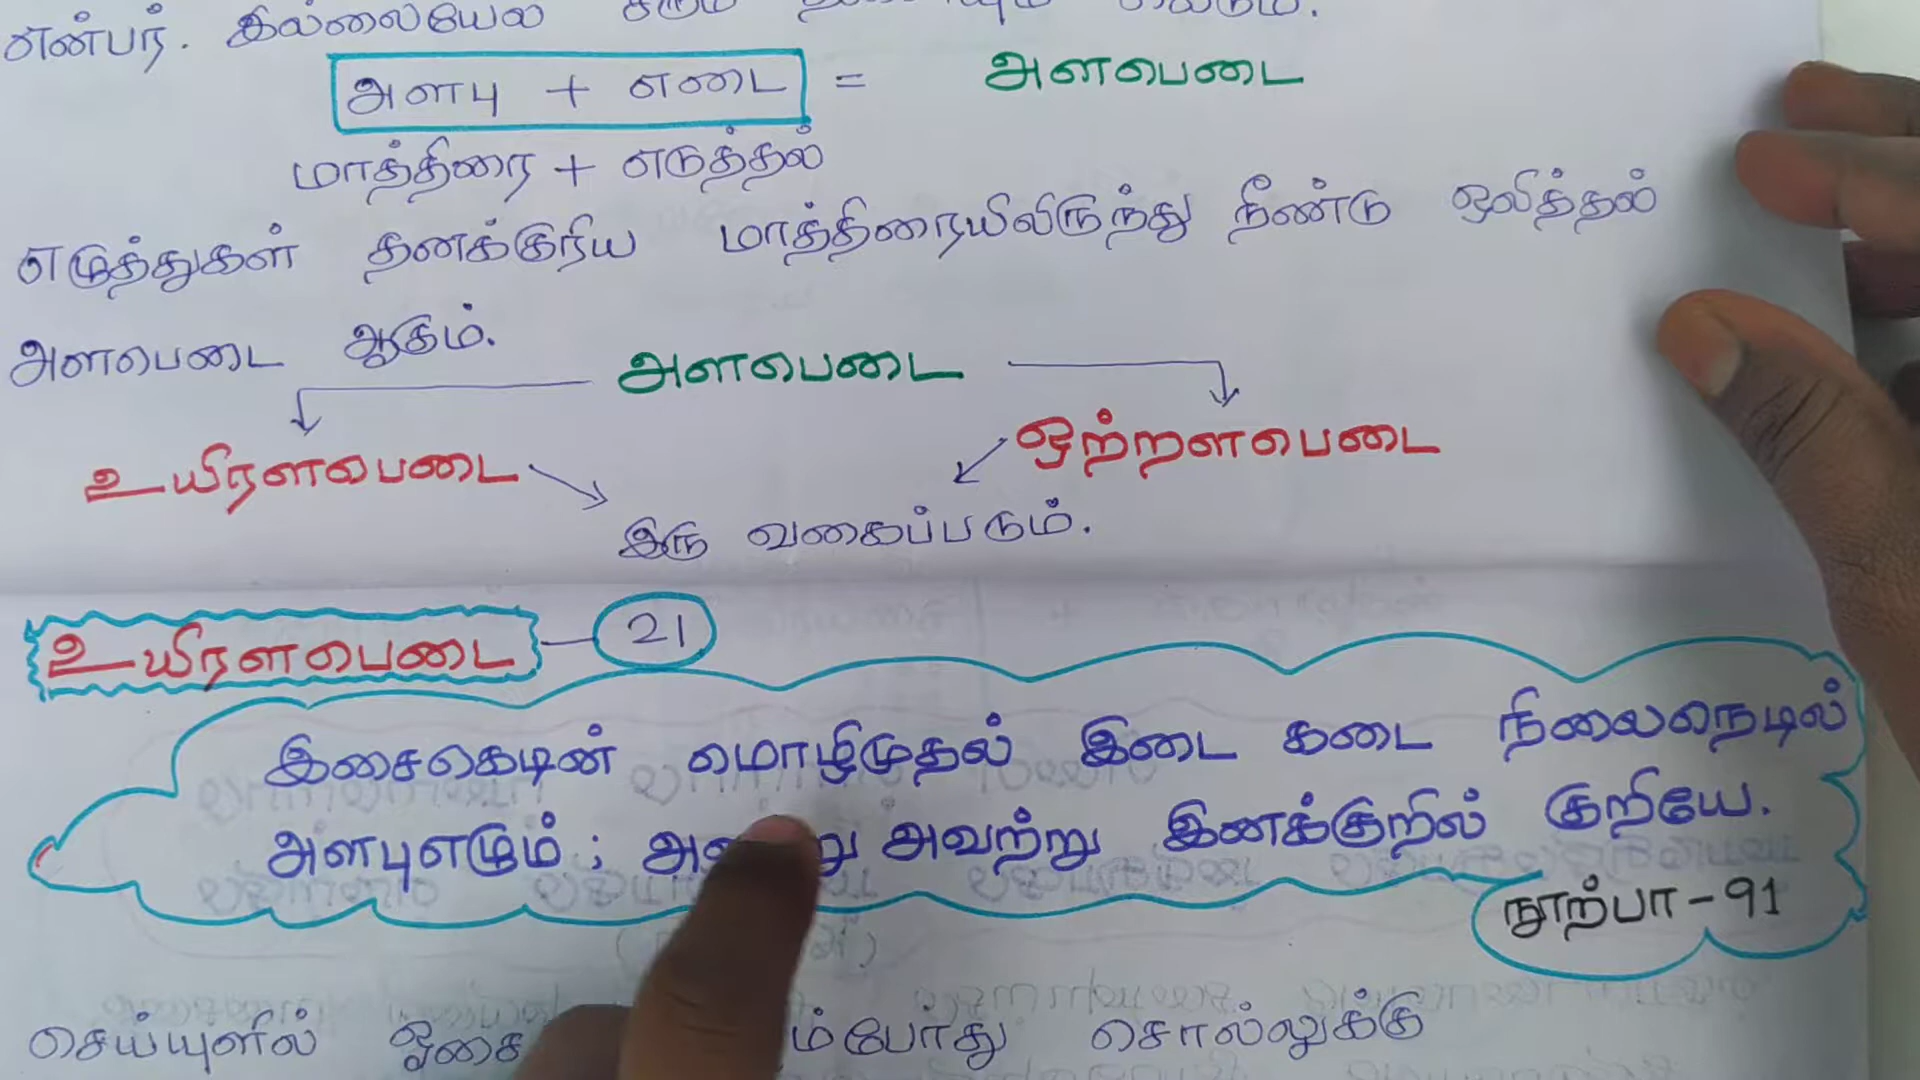 என்பர். இல்லையேல்
அளபு + எடை = அளபெடை
மாத்திரை + எடுத்தல்
எழுத்துகள் தனக்குரிய மாத்திரையிலிருந்து நீண்டு ஒலித்தல்
அளபெடை ஆகும்.
அளபெடை
உயிரளபெடை ஒற்றளபெடை
இரு வகைப்படும்.
உயிரளபெடை - 21
இசைகெடின் மொழிமுதல் இடை கடை நிலைநெடில்
அளபுஎழும் ; அவற்று இனக்குறில் குறியே.
நூற்பா - 91
செய்யுளில் ஓசை சொல்லுக்கு